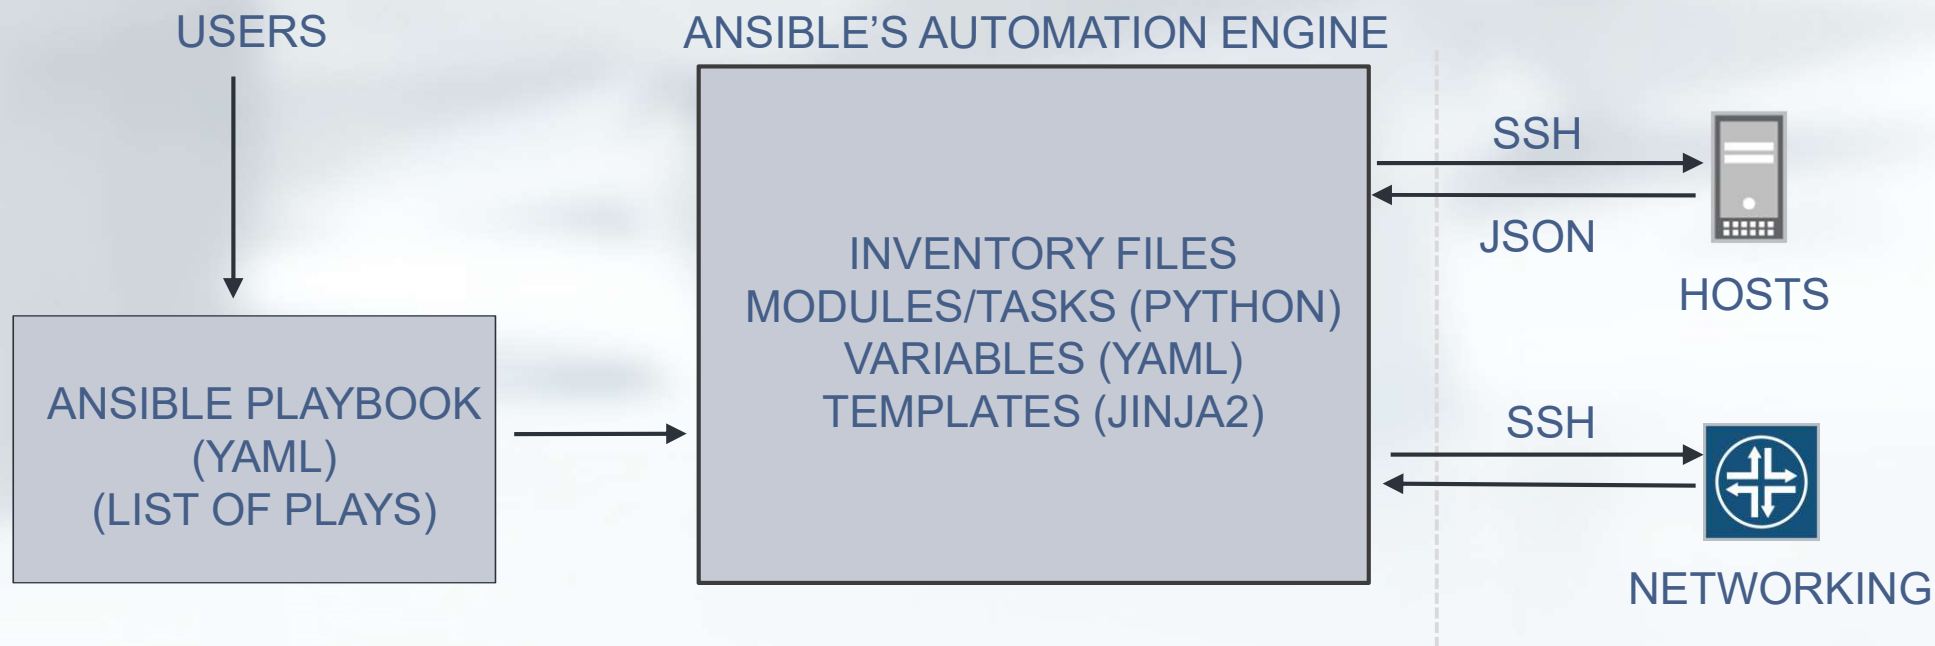 USERS
ANSIBLE’S AUTOMATION ENGINE
ANSIBLE PLAYBOOK
(YAML)
(LIST OF PLAYS)
INVENTORY FILES
MODULES/TASKS (PYTHON)
VARIABLES (YAML)
TEMPLATES (JINJA2)
SSH
JSON
HOSTS
SSH
NETWORKING